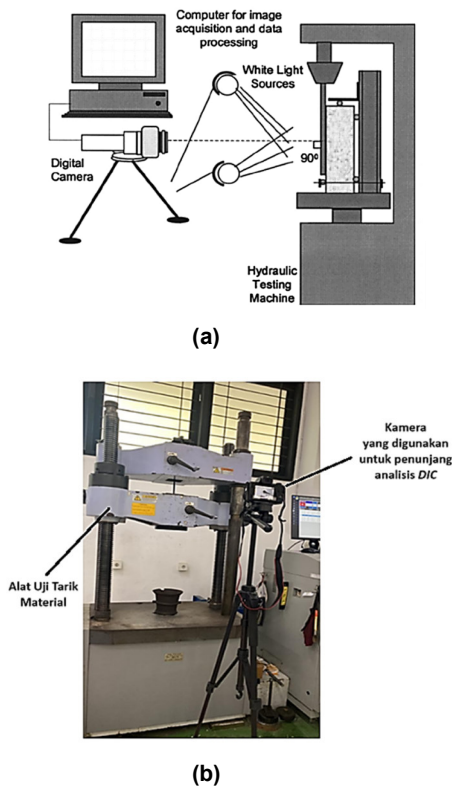 Computer for image
acquisition and data
processing
White Light
Sources
Digital
Camera
90º
Hydraulic
Testing
Machine
(a)
Kamera
yang digunakan
untuk penunjang
analisis DIC
Alat Uji Tarik
Material
(b)